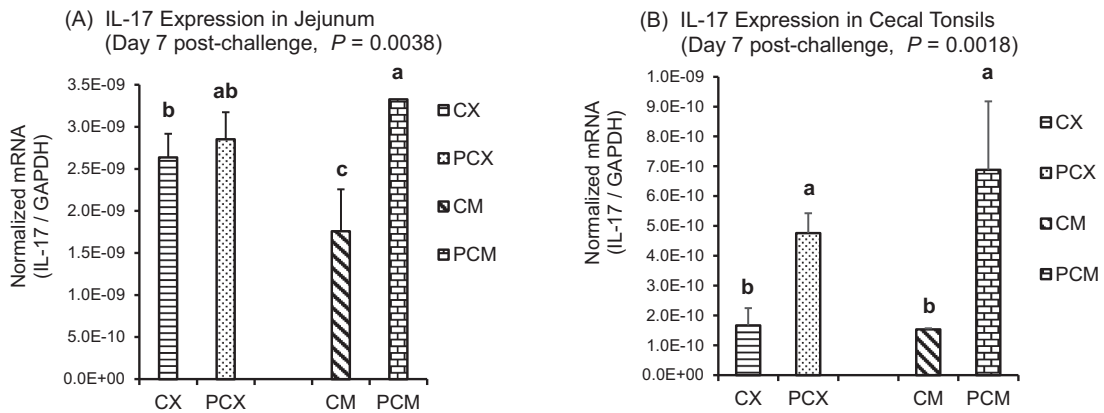 (A) IL-17 Expression in Jejunum
(Day 7 post-challenge, P = 0.0038)
Normalized mRNA
(IL-17 / GAPDH)
3.5E-09
3.0E-09
2.5E-09
2.0E-09
1.5E-09
1.0E-09
5.0E-10
0.0E+00
b
ab
c
a
CX
PCX
CM
PCM
CX
PCX
CM
PCM
(B) IL-17 Expression in Cecal Tonsils
(Day 7 post-challenge, P = 0.0018)
Normalized mRNA
(IL-17 / GAPDH)
1.0E-09
9.0E-10
8.0E-10
7.0E-10
6.0E-10
5.0E-10
4.0E-10
3.0E-10
2.0E-10
1.0E-10
0.0E+00
b
a
b
a
CX
PCX
CM
PCM
CX
PCX
CM
PCM